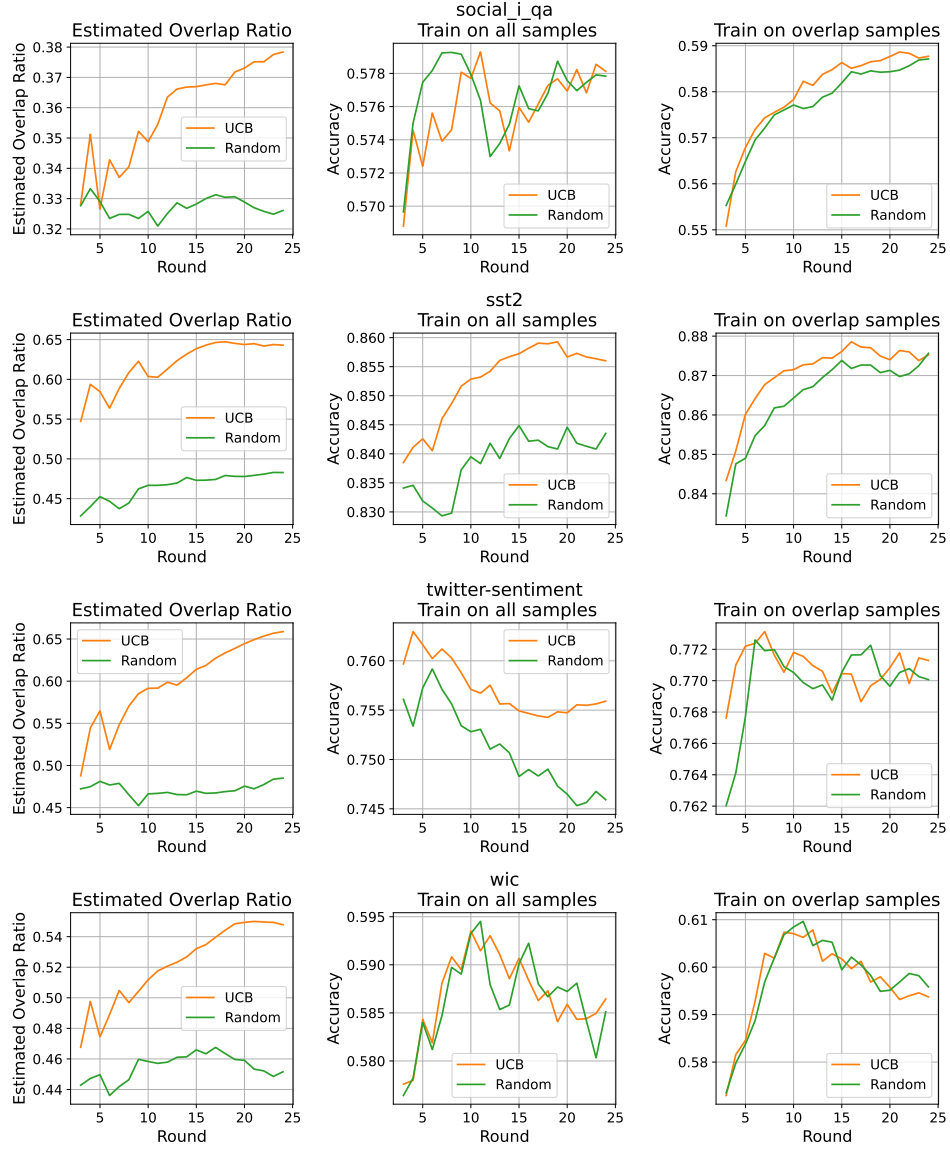 social_i_qa
Estimated Overlap Ratio
Train on all samples
Train on overlap samples
Estimated Overlap Ratio
0.38
0.37
0.36
0.35
0.34
0.33
0.32
UCB
Random
5 10 15 20 25
Round
Accuracy
0.578
0.576
0.574
0.572
0.570
UCB
Random
5 10 15 20 25
Round
Accuracy
0.59
0.58
0.57
0.56
0.55
UCB
Random
5 10 15 20 25
Round
sst2
Estimated Overlap Ratio
Train on all samples
Train on overlap samples
Estimated Overlap Ratio
0.65
0.60
0.55
0.50
0.45
UCB
Random
5 10 15 20 25
Round
Accuracy
0.860
0.855
0.850
0.845
0.840
0.835
0.830
UCB
Random
5 10 15 20 25
Round
Accuracy
0.88
0.87
0.86
0.85
0.84
UCB
Random
5 10 15 20 25
Round
twitter-sentiment
Estimated Overlap Ratio
Train on all samples
Train on overlap samples
Estimated Overlap Ratio
0.65
0.60
0.55
0.50
0.45
UCB
Random
5 10 15 20 25
Round
Accuracy
0.760
0.755
0.750
0.745
UCB
Random
5 10 15 20 25
Round
Accuracy
0.772
0.770
0.768
0.766
0.764
0.762
UCB
Random
5 10 15 20 25
Round
wic
Estimated Overlap Ratio
Train on all samples
Train on overlap samples
Estimated Overlap Ratio
0.54
0.52
0.50
0.48
0.46
0.44
UCB
Random
5 10 15 20 25
Round
Accuracy
0.595
0.590
0.585
0.580
UCB
Random
5 10 15 20 25
Round
Accuracy
0.61
0.60
0.59
0.58
UCB
Random
5 10 15 20 25
Round